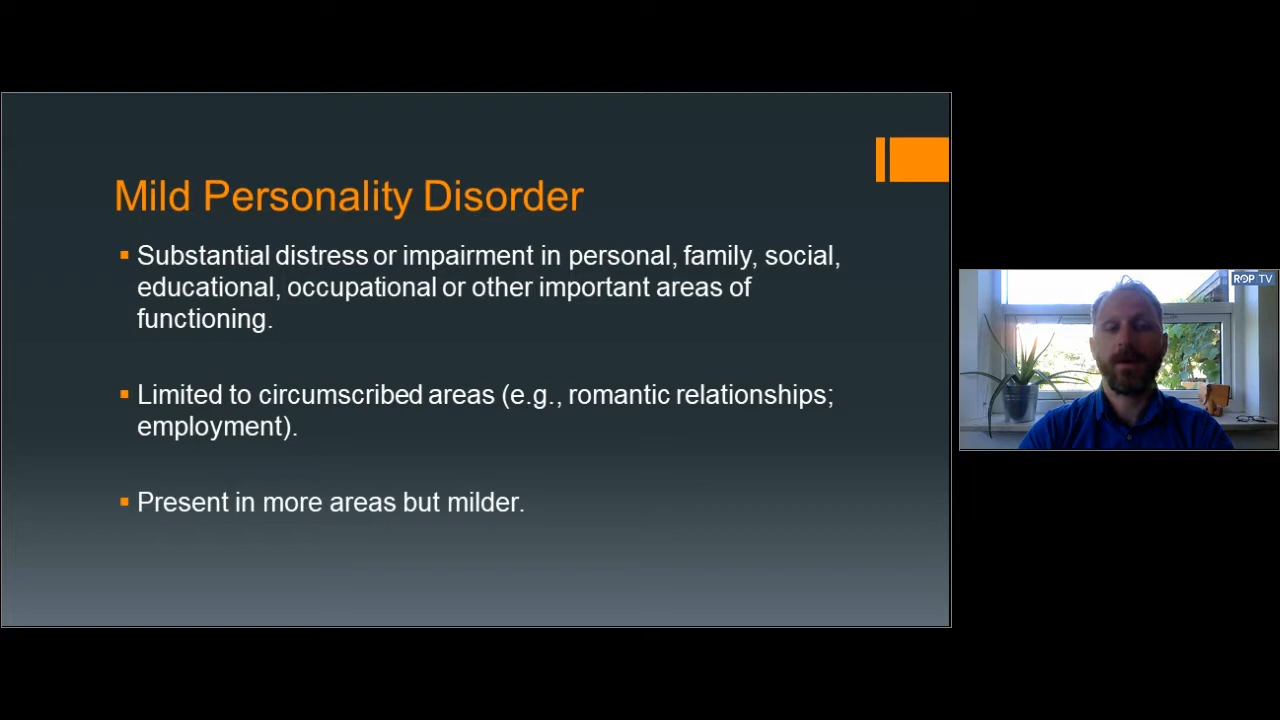 Mild Personality Disorder
Substantial distress or impairment in personal, family, social,
educational, occupational or other important areas of
functioning.
Limited to circumscribed areas (e.g., romantic relationships;
employment).
Present in more areas but milder.
ROP TV